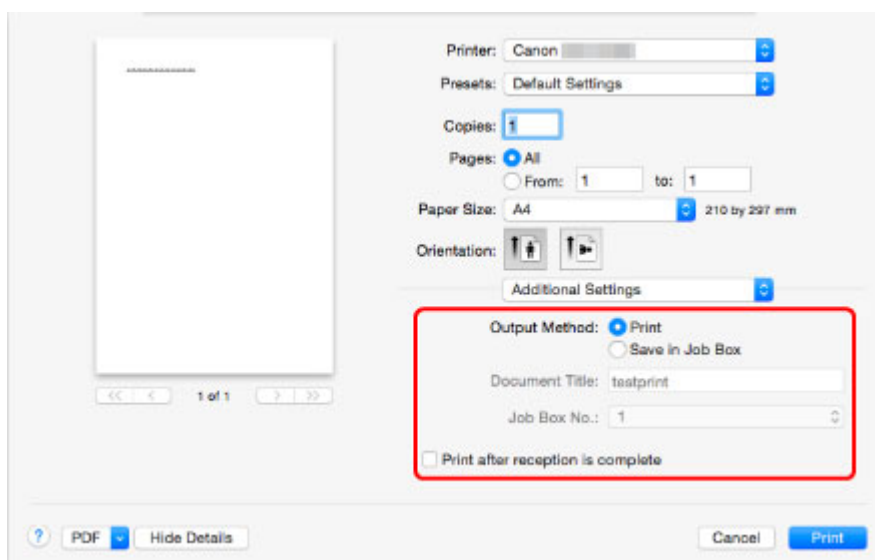 Printer: Canon
Presets: Default Settings
Copies: 1
Pages: All
From: 1 to: 1
Paper Size: A4 210 by 297 mm
Orientation:
Additional Settings
Output Method: Print
Save in Job Box
Document Title: testprint
Job Box No.: 1
Print after reception is complete
<< < 1 of 1 > >>
? PDF Hide Details Cancel Print